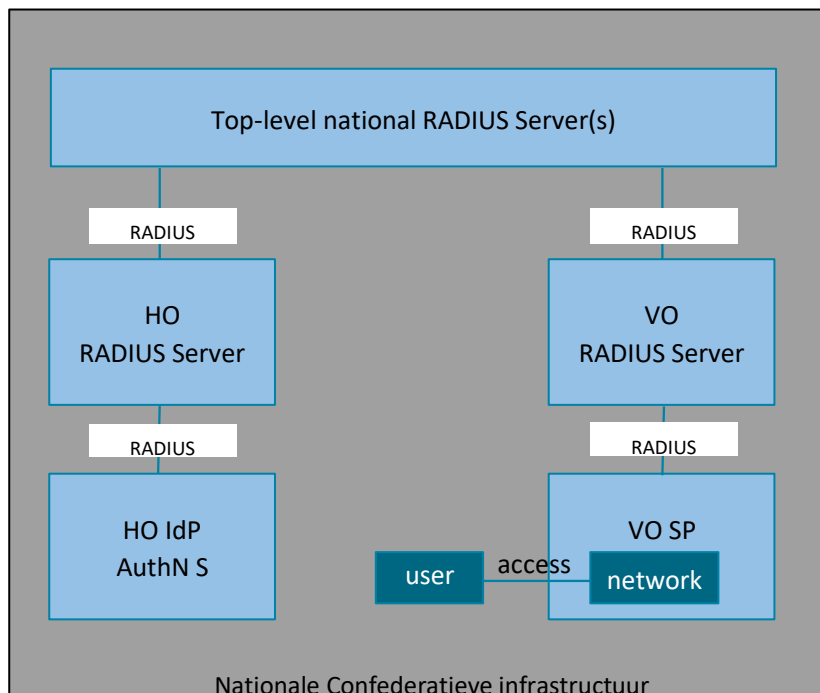 Top-level national RADIUS Server(s)
RADIUS
RADIUS
HO
RADIUS Server
VO
RADIUS Server
RADIUS
RADIUS
HO IdP
AuthN S
VO SP
user
access
network
Nationale Confederatieve infrastructuur